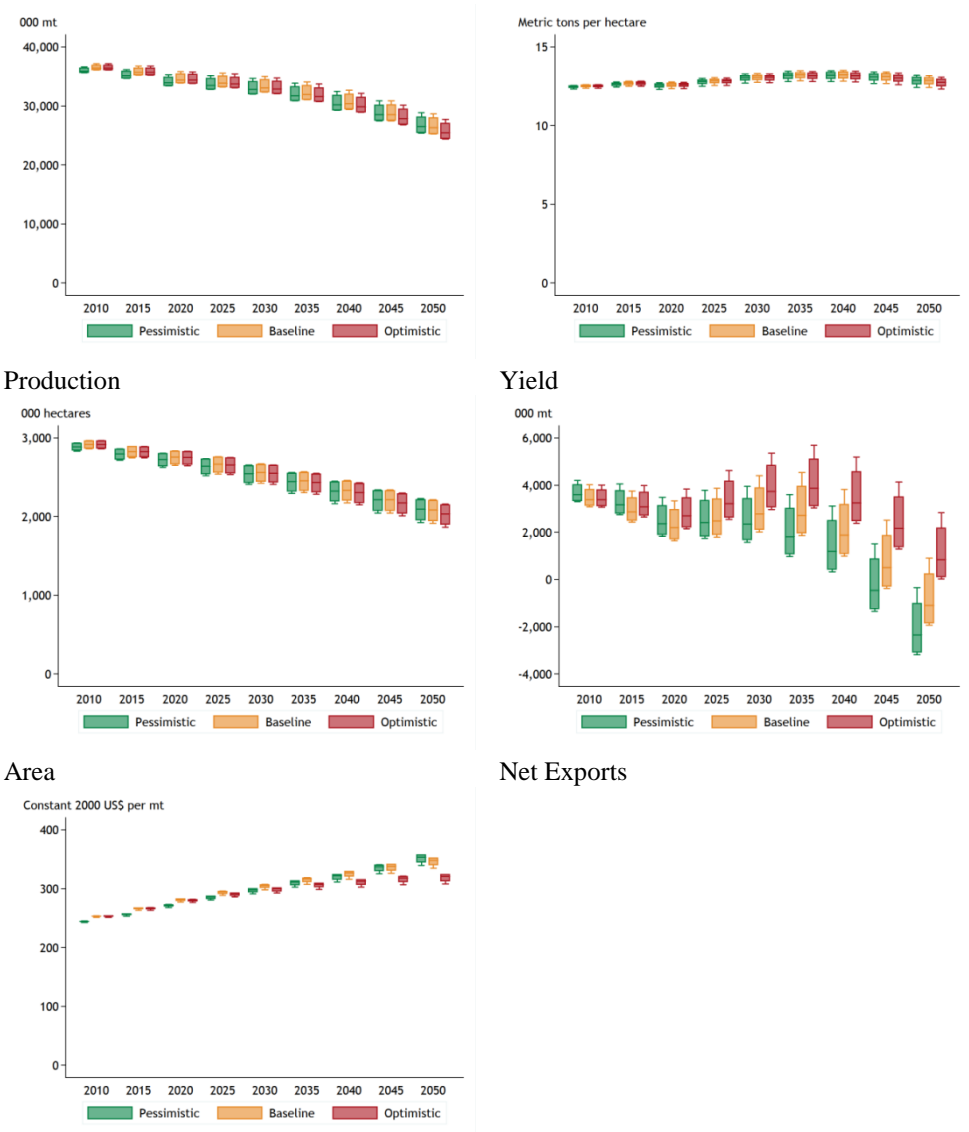 000 mt
40,000
30,000
20,000
10,000
0
2010 2015 2020 2025 2030 2035 2040 2045 2050
Pessimistic Baseline Optimistic
Metric tons per hectare
15
10
5
0
2010 2015 2020 2025 2030 2035 2040 2045 2050
Pessimistic Baseline Optimistic
Production Yield
000 hectares
3,000
2,000
1,000
0
2010 2015 2020 2025 2030 2035 2040 2045 2050
Pessimistic Baseline Optimistic
000 mt
6,000
4,000
2,000
0
-2,000
-4,000
2010 2015 2020 2025 2030 2035 2040 2045 2050
Pessimistic Baseline Optimistic
Area Net Exports
Constant 2000 US$ per mt
400
300
200
100
0
2010 2015 2020 2025 2030 2035 2040 2045 2050
Pessimistic Baseline Optimistic